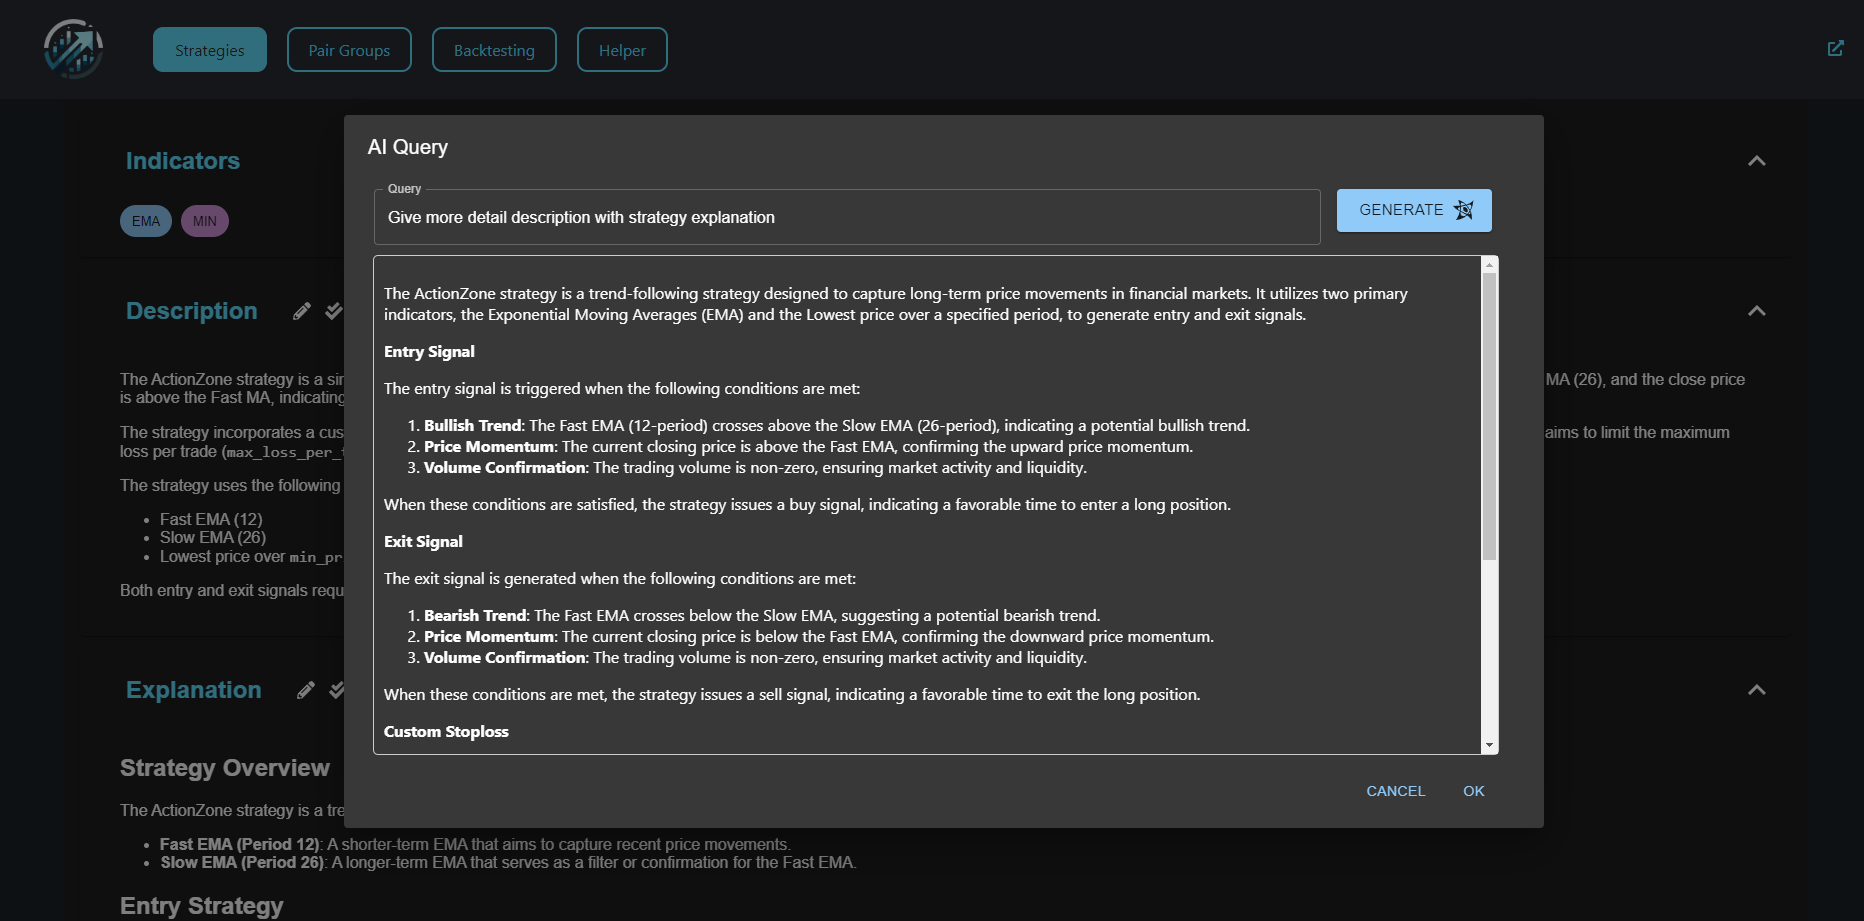 Strategies
Pair Groups
Backtesting
Helper
Indicators
EMA
MIN
Description
The ActionZone strategy is a
MA (26), and the close price
is above the Fast MA, indicating
The strategy incorporates a
aims to limit the maximum
loss per trade
The strategy uses the following
• Fast EMA (12)
• Slow EMA (26)
• Lowest price over
Both entry and exit signals
Explanation
Strategy Overview
The ActionZone strategy is a
• Fast EMA (Period 12): A shorter-term EMA that aims to capture recent price movements.
• Slow EMA (Period 26): A longer-term EMA that serves as a filter or confirmation for the Fast EMA.
Entry Strategy
AI Query
Query
Give more detail description with strategy explanation
GENERATE
The ActionZone strategy is a trend-following strategy designed to capture long-term price movements in financial markets. It utilizes two primary
indicators, the Exponential Moving Averages (EMA) and the Lowest price over a specified period, to generate entry and exit signals.
Entry Signal
The entry signal is triggered when the following conditions are met:
1. Bullish Trend: The Fast EMA (12-period) crosses above the Slow EMA (26-period), indicating a potential bullish trend.
2. Price Momentum: The current closing price is above the Fast EMA, confirming the upward price momentum.
3. Volume Confirmation: The trading volume is non-zero, ensuring market activity and liquidity.
When these conditions are satisfied, the strategy issues a buy signal, indicating a favorable time to enter a long position.
Exit Signal
The exit signal is generated when the following conditions are met:
1. Bearish Trend: The Fast EMA crosses below the Slow EMA, suggesting a potential bearish trend.
2. Price Momentum: The current closing price is below the Fast EMA, confirming the downward price momentum.
3. Volume Confirmation: The trading volume is non-zero, ensuring market activity and liquidity.
When these conditions are met, the strategy issues a sell signal, indicating a favorable time to exit the long position.
Custom Stoploss
CANCEL
OK